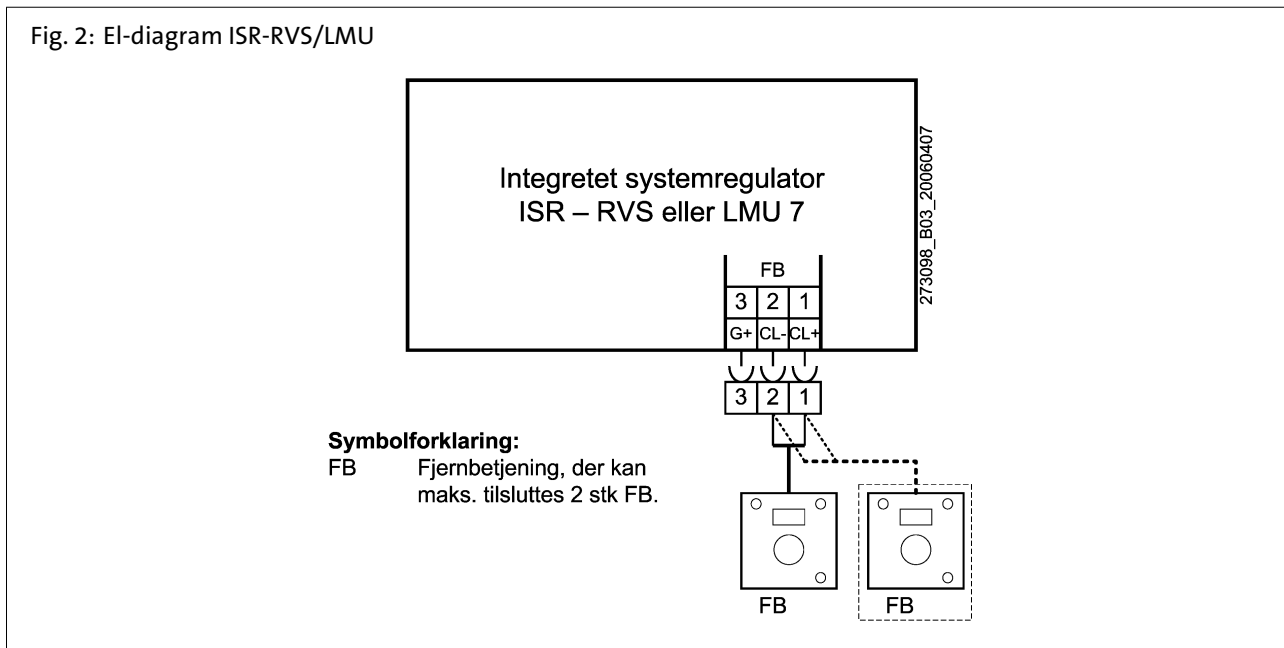 Fig. 2: El-diagram ISR-RVS/LMU
Integretet systemregulator
ISR – RVS eller LMU 7
273098_B03_20060407
FB
3 2 1
G+ CL- CL+
3 2 1
Symbolforklaring:
FB Fjernbetjening, der kan
maks. tilsluttes 2 stk FB.
FB FB